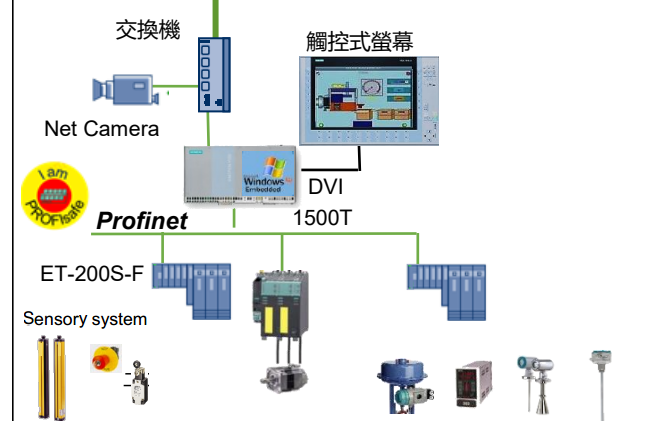 交換機
觸控式螢幕
Net Camera
Windows
Embedded
DVI
1500T
I am
PROFIsafe
Profinet
ET-200S-F
Sensory system